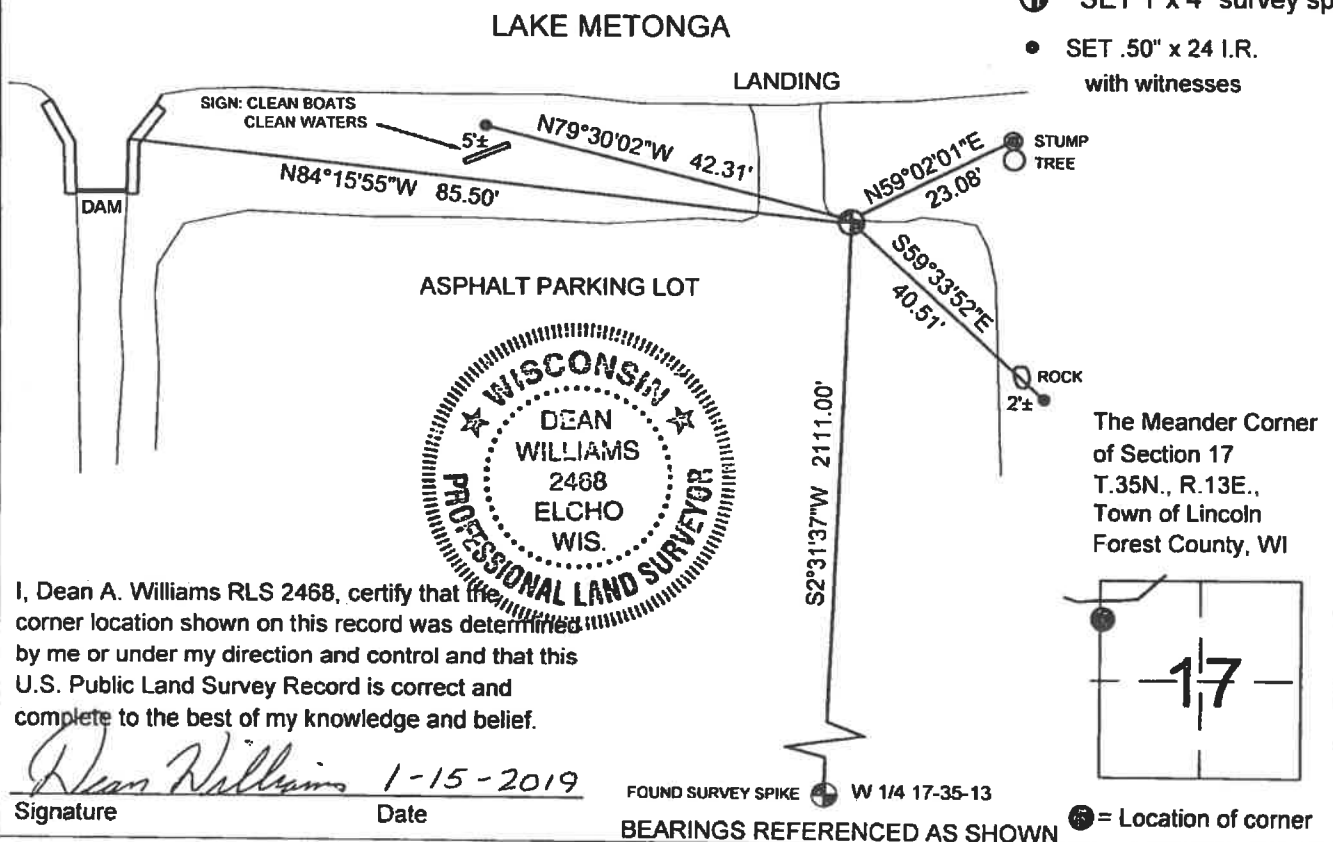 LAKE METONGA
SET 1 x 4" survey sp
SET .50" x 24 I.R.
with witnesses
LANDING
SIGN: CLEAN BOATS
CLEAN WATERS
5'±
N79°30'02"W 42.31'
N84°15'55"W 85.50'
N59°02'01"E
23.08'
STUMP
TREE
DAM
S59°33'52"E
40.51'
ASPHALT PARKING LOT
ROCK
2'±
WISCONSIN
DEAN
WILLIAMS
2468
ELCHO
WIS.
PROFESSIONAL LAND SURVEYOR
S2°31'37"W 2111.00'
The Meander Corner
of Section 17
T.35N., R.13E.,
Town of Lincoln
Forest County, WI
17
I, Dean A. Williams RLS 2468, certify that the
corner location shown on this record was determined
by me or under my direction and control and that this
U.S. Public Land Survey Record is correct and
complete to the best of my knowledge and belief.
Dean Williams 1-15-2019
Signature Date
FOUND SURVEY SPIKE W 1/4 17-35-13
BEARINGS REFERENCED AS SHOWN
= Location of corner